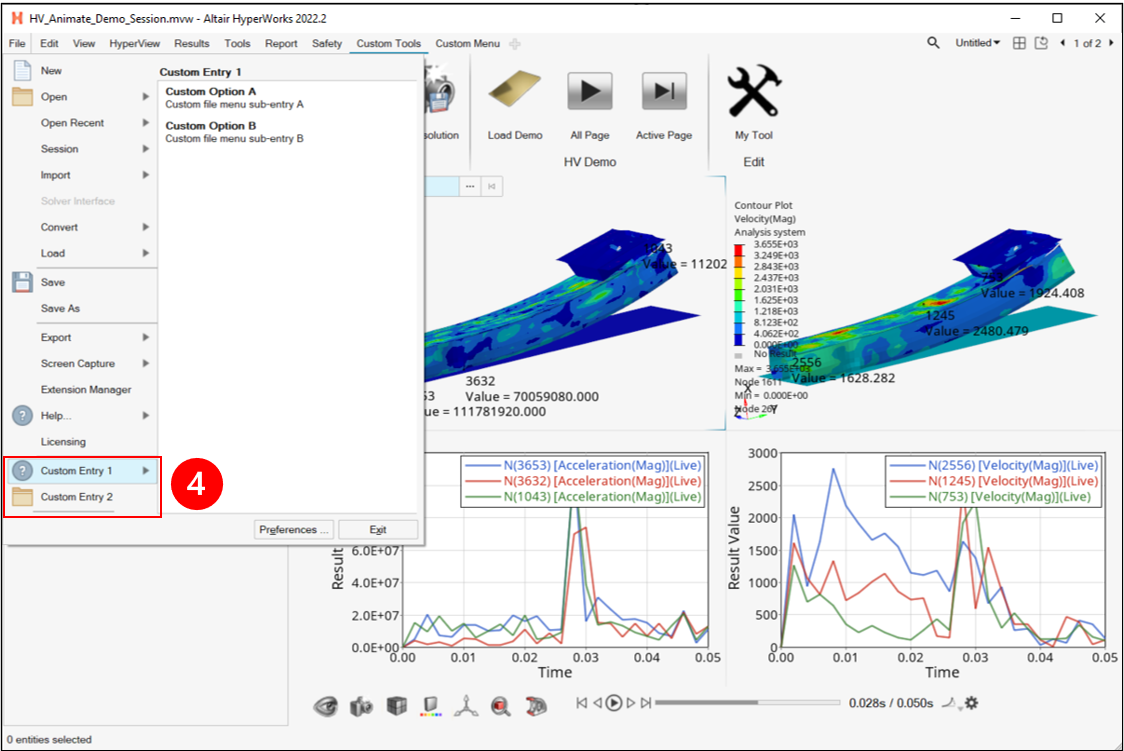 HV_Animate_Demo_Session.mvw - Altair HyperWorks 2022.2
File Edit View HyperView Results Tools Report Safety Custom Tools Custom Menu
Untitled 1 of 2
New
Open
Open Recent
Session
Import
Solver Interface
Convert
Load
Save
Save As
Export
Screen Capture
Extension Manager
Help...
Licensing
Custom Entry 1
Custom Entry 2
4
Custom Entry 1
Custom Option A
Custom file menu sub-entry A
Custom Option B
Custom file menu sub-entry B
Preferences ... Exit
solution Load Demo All Page Active Page My Tool
HV Demo Edit
1043
Value = 11202
3632
Value = 70059080.000
53
ue = 111781920.000
Contour Plot
Velocity(Mag)
Analysis system
3.655E+03
3.249E+03
2.843E+03
2.437E+03
2.031E+03
1.625E+03
1.218E+03
8.123E+02
4.062E+02
0.000E+00
No Result
Max = 3.655E+03
Node 1611
Min = 0.000E+00
Node 267
X
Y
Z
753
Value = 1924.408
1245
Value = 2480.479
2556
Value = 1628.282
N(3653) [Acceleration(Mag)](Live)
N(3632) [Acceleration(Mag)](Live)
N(1043) [Acceleration(Mag)](Live)
Result
6.0E+07
4.0E+07
2.0E+07
0.0E+00
0.00 0.01 0.02 0.03 0.04 0.05
Time
N(2556) [Velocity(Mag)](Live)
N(1245) [Velocity(Mag)](Live)
N(753) [Velocity(Mag)](Live)
Result Value
3000
2500
2000
1500
1000
500
0
0.00 0.01 0.02 0.03 0.04 0.05
Time
0.028s / 0.050s
0 entities selected